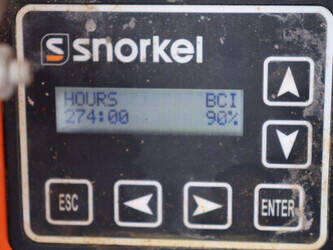 snorkel
HOURS BCI
274:00 90%
ESC ENTER